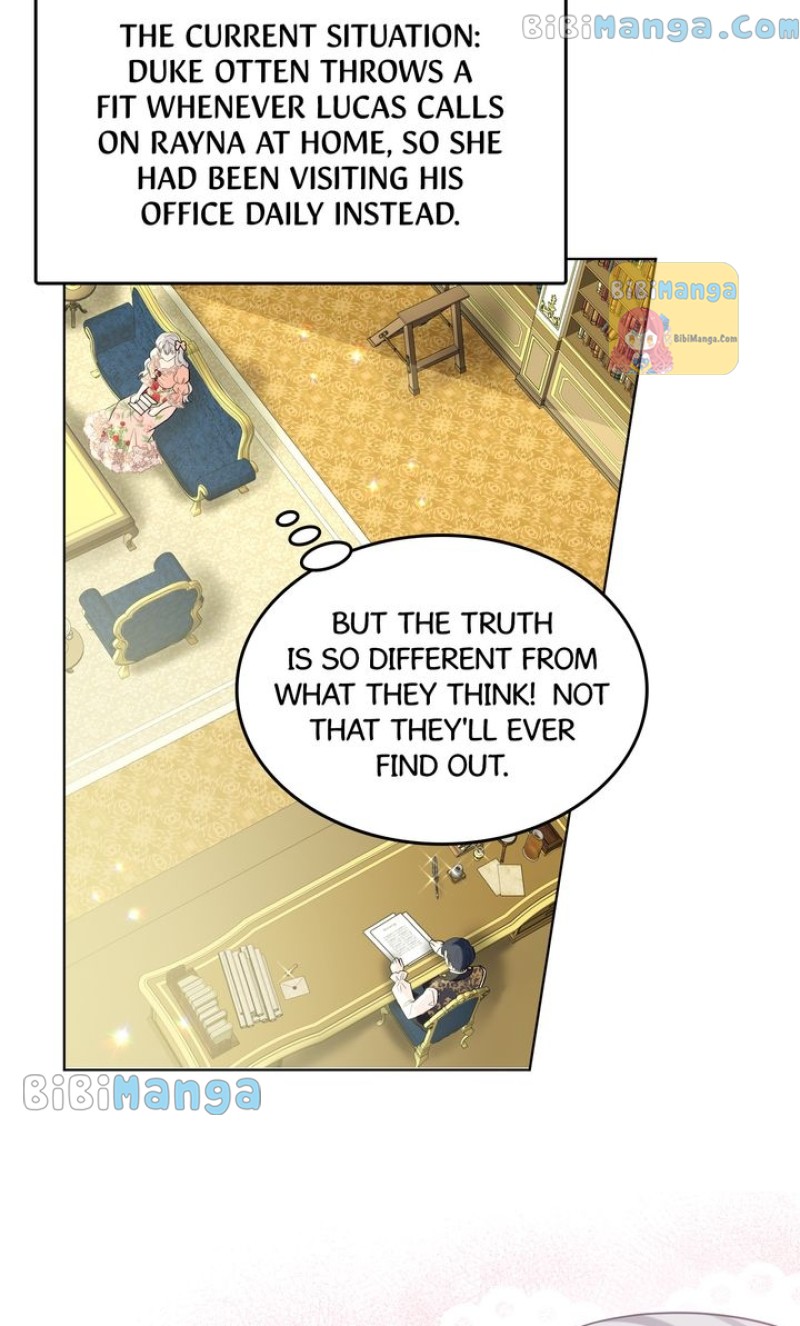 BiBiManga.Com
THE CURRENT SITUATION:
DUKE OTTEN THROWS A
FIT WHENEVER LUCAS CALLS
ON RAYNA AT HOME, SO SHE
HAD BEEN VISITING HIS
OFFICE DAILY INSTEAD.
BiBiManga
BibiManga.Com
BUT THE TRUTH
IS SO DIFFERENT FROM
WHAT THEY THINK! NOT
THAT THEY'LL EVER
FIND OUT.
BiBiManga